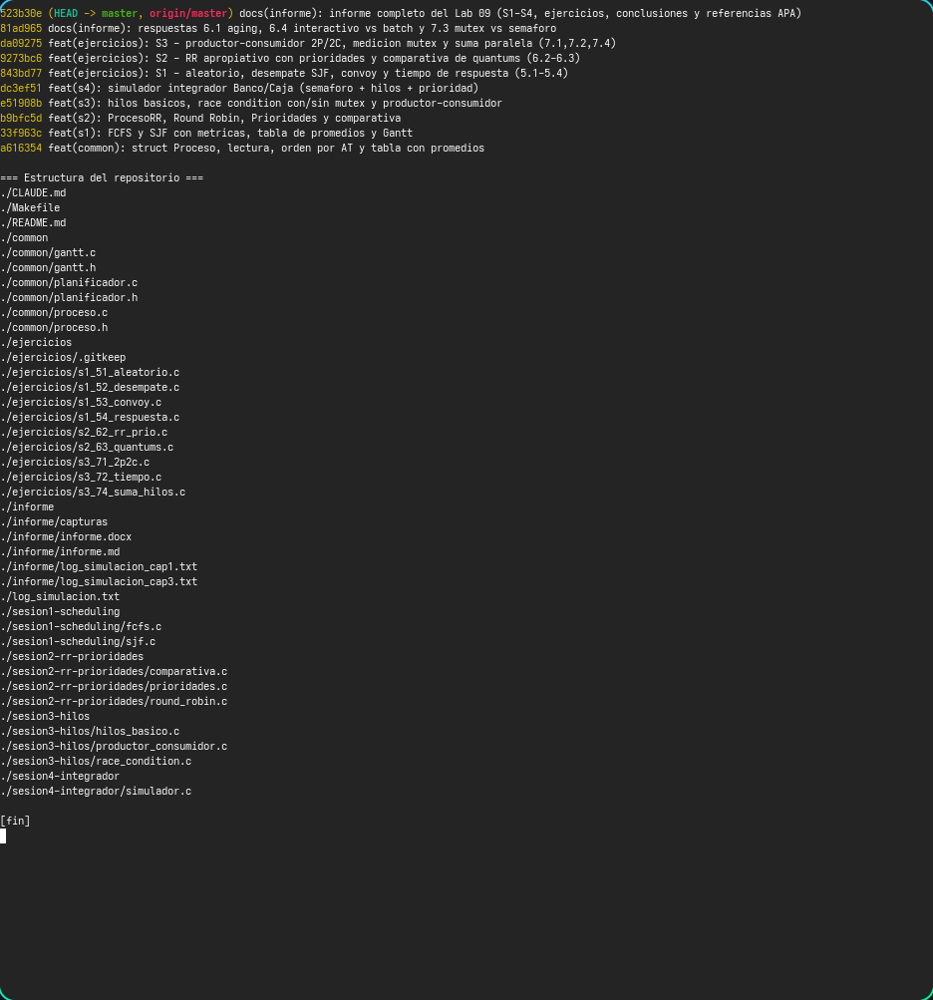 523b30e (HEAD -> master, origin/master) docs(informe): informe completo del Lab 09 (S1-S4, ejercicios, conclusiones y referencias APA)
81ad965 docs(informe): respuestas 6.1 aging, 6.4 interactivo vs batch y 7.3 mutex vs semaforo
da09275 feat(ejercicios): S3 - productor-consumidor 2P/2C, medicion mutex y suma paralela (7.1,7.2,7.4)
9273bc6 feat(ejercicios): S2 - RR apropiativo con prioridades y comparativa de quantums (6.2-6.3)
843bd77 feat(ejercicios): S1 - aleatorio, desempate SJF, convoy y tiempo de respuesta (5.1-5.4)
dc3ef51 feat(s4): simulador integrador Banco/Caja (semaforo + hilos + prioridad)
e51908b feat(s3): hilos basicos, race condition con/sin mutex y productor-consumidor
b9bfc5d feat(s2): ProcesoRR, Round Robin, Prioridades y comparativa
33f963c feat(s1): FCFS y SJF con metricas, tabla de promedios y Gantt
a616354 feat(common): struct Proceso, lectura, orden por AT y tabla con promedios

=== Estructura del repositorio ===
./CLAUDE.md
./Makefile
./README.md
./common
./common/gantt.c
./common/gantt.h
./common/planificador.c
./common/planificador.h
./common/proceso.c
./common/proceso.h
./ejercicios
./ejercicios/.gitkeep
./ejercicios/s1_51_aleatorio.c
./ejercicios/s1_52_desempate.c
./ejercicios/s1_53_convoy.c
./ejercicios/s1_54_respuesta.c
./ejercicios/s2_62_rr_prio.c
./ejercicios/s2_63_quantums.c
./ejercicios/s3_71_2p2c.c
./ejercicios/s3_72_tiempo.c
./ejercicios/s3_74_suma_hilos.c
./informe
./informe/capturas
./informe/informe.docx
./informe/informe.md
./informe/log_simulacion_cap1.txt
./informe/log_simulacion_cap3.txt
./log_simulacion.txt
./sesion1-scheduling
./sesion1-scheduling/fcfs.c
./sesion1-scheduling/sjf.c
./sesion2-rr-prioridades
./sesion2-rr-prioridades/comparativa.c
./sesion2-rr-prioridades/prioridades.c
./sesion2-rr-prioridades/round_robin.c
./sesion3-hilos
./sesion3-hilos/hilos_basico.c
./sesion3-hilos/productor_consumidor.c
./sesion3-hilos/race_condition.c
./sesion4-integrador
./sesion4-integrador/simulador.c

[fin]